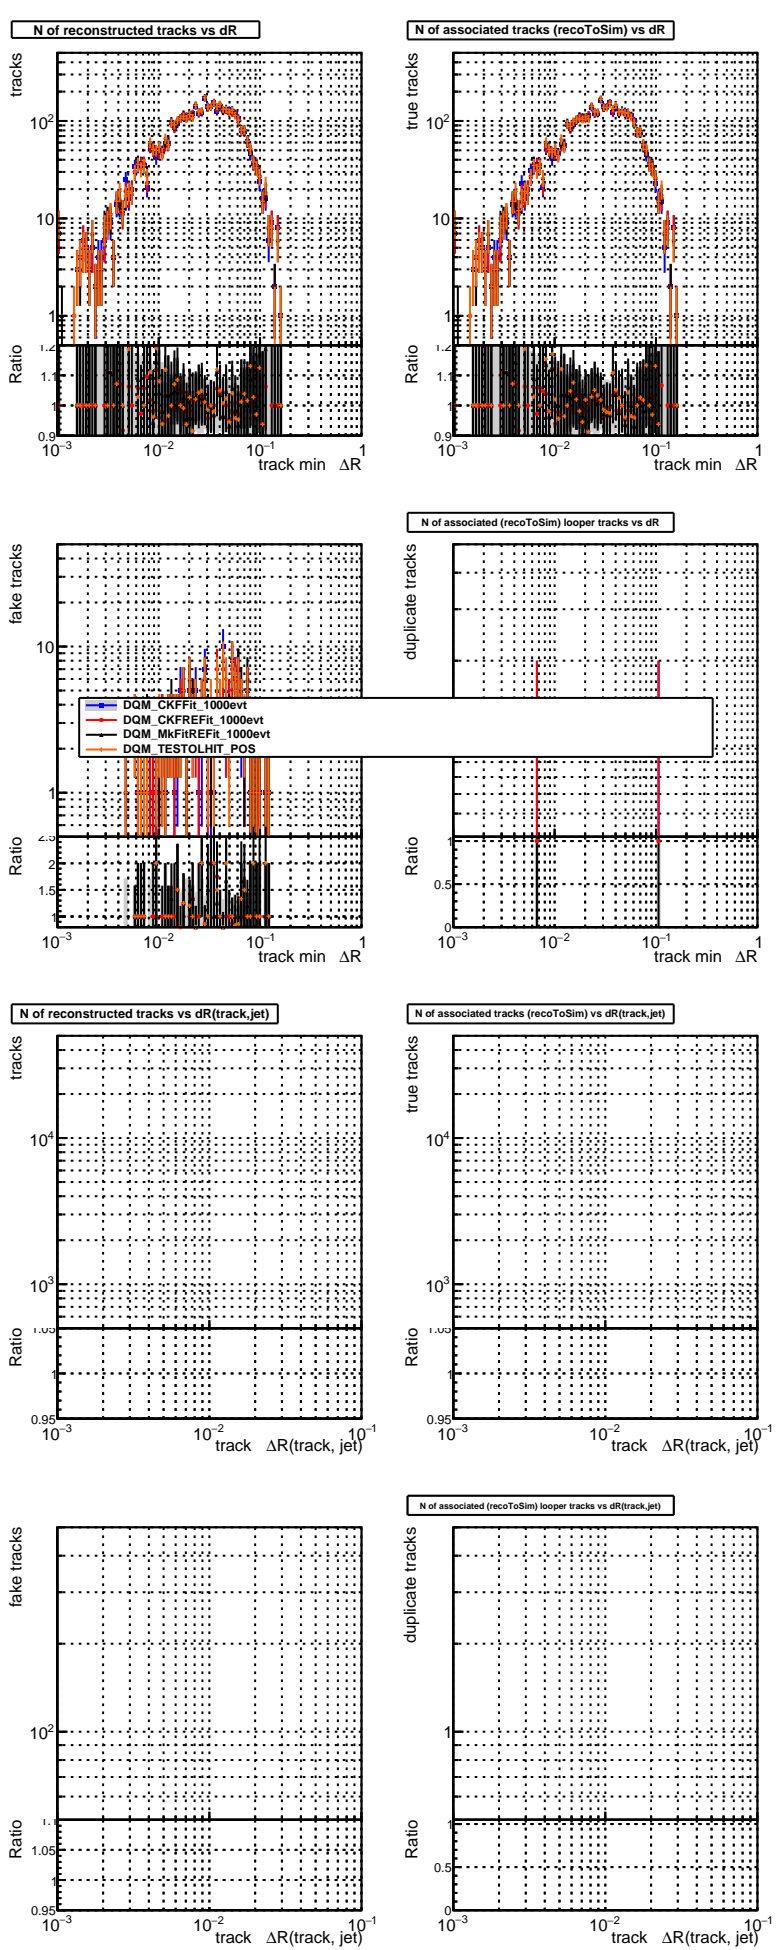 N of reconstructed tracks vs dR
tracks
10²
10
1
Ratio
1.2
1.1
1
0.9
10⁻³ 10⁻² 10⁻¹ 1
track min ΔR
N of associated tracks (recoToSim) vs dR
true tracks
10²
10
1
Ratio
1.2
1.1
1
0.9
10⁻³ 10⁻² 10⁻¹ 1
track min ΔR
fake tracks
10
1
Ratio
2.5
2
1.5
1
10⁻³ 10⁻² 10⁻¹ 1
track min ΔR
N of associated (recoToSim) looper tracks vs dR
duplicate tracks
Ratio
1
0.5
0
10⁻³ 10⁻² 10⁻¹ 1
track min ΔR
DQM_CKFFit_1000evt
DQM_CKFREFit_1000evt
DQM_MkFitREFit_1000evt
DQM_TESTOLHIT_POS
N of reconstructed tracks vs dR(track,jet)
tracks
10⁴
10³
Ratio
1.05
1
0.95
10⁻³ 10⁻² 10⁻¹
track ΔR(track, jet)
N of associated tracks (recoToSim) vs dR(track,jet)
true tracks
10⁴
10³
Ratio
1.05
1
0.95
10⁻³ 10⁻² 10⁻¹
track ΔR(track, jet)
fake tracks
10²
Ratio
1.1
1.05
1
0.95
10⁻³ 10⁻² 10⁻¹
track ΔR(track, jet)
N of associated (recoToSim) looper tracks vs dR(track,jet)
duplicate tracks
1
Ratio
1
0.5
0
10⁻³ 10⁻² 10⁻¹
track ΔR(track, jet)